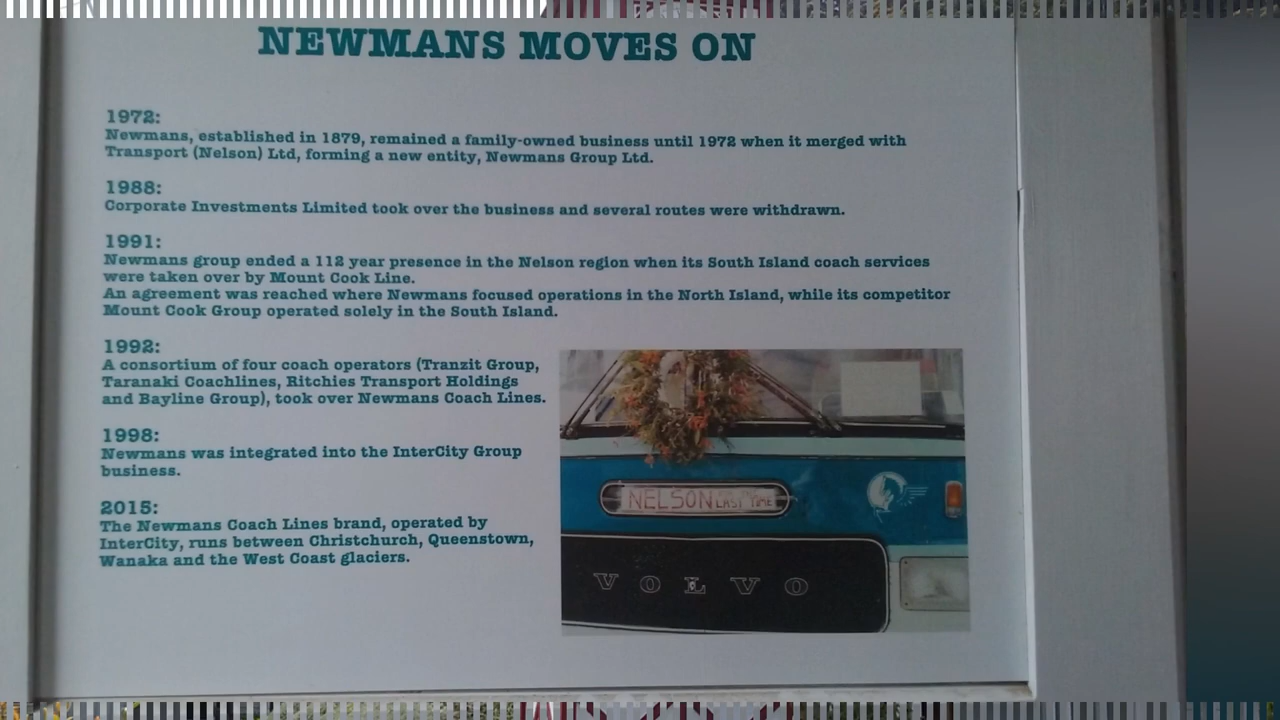 NEWMANS MOVES ON
1972:
Newmans, established in 1879, remained a family-owned business until 1972 when it merged with
Transport (Nelson) Ltd, forming a new entity, Newmans Group Ltd.
1988:
Corporate Investments Limited took over the business and several routes were withdrawn.
1991:
Newmans group ended a 112 year presence in the Nelson region when its South Island coach services
were taken over by Mount Cook Line.
An agreement was reached where Newmans focused operations in the North Island, while its competitor
Mount Cook Group operated solely in the South Island.
1992:
A consortium of four coach operators (Tranzit Group,
Taranaki Coachlines, Ritchies Transport Holdings
and Bayline Group), took over Newmans Coach Lines.
1998:
Newmans was integrated into the InterCity Group
business.
2015:
The Newmans Coach Lines brand, operated by
InterCity, runs between Christchurch, Queenstown,
Wanaka and the West Coast glaciers.
NELSON LAST TIME
VOLVO